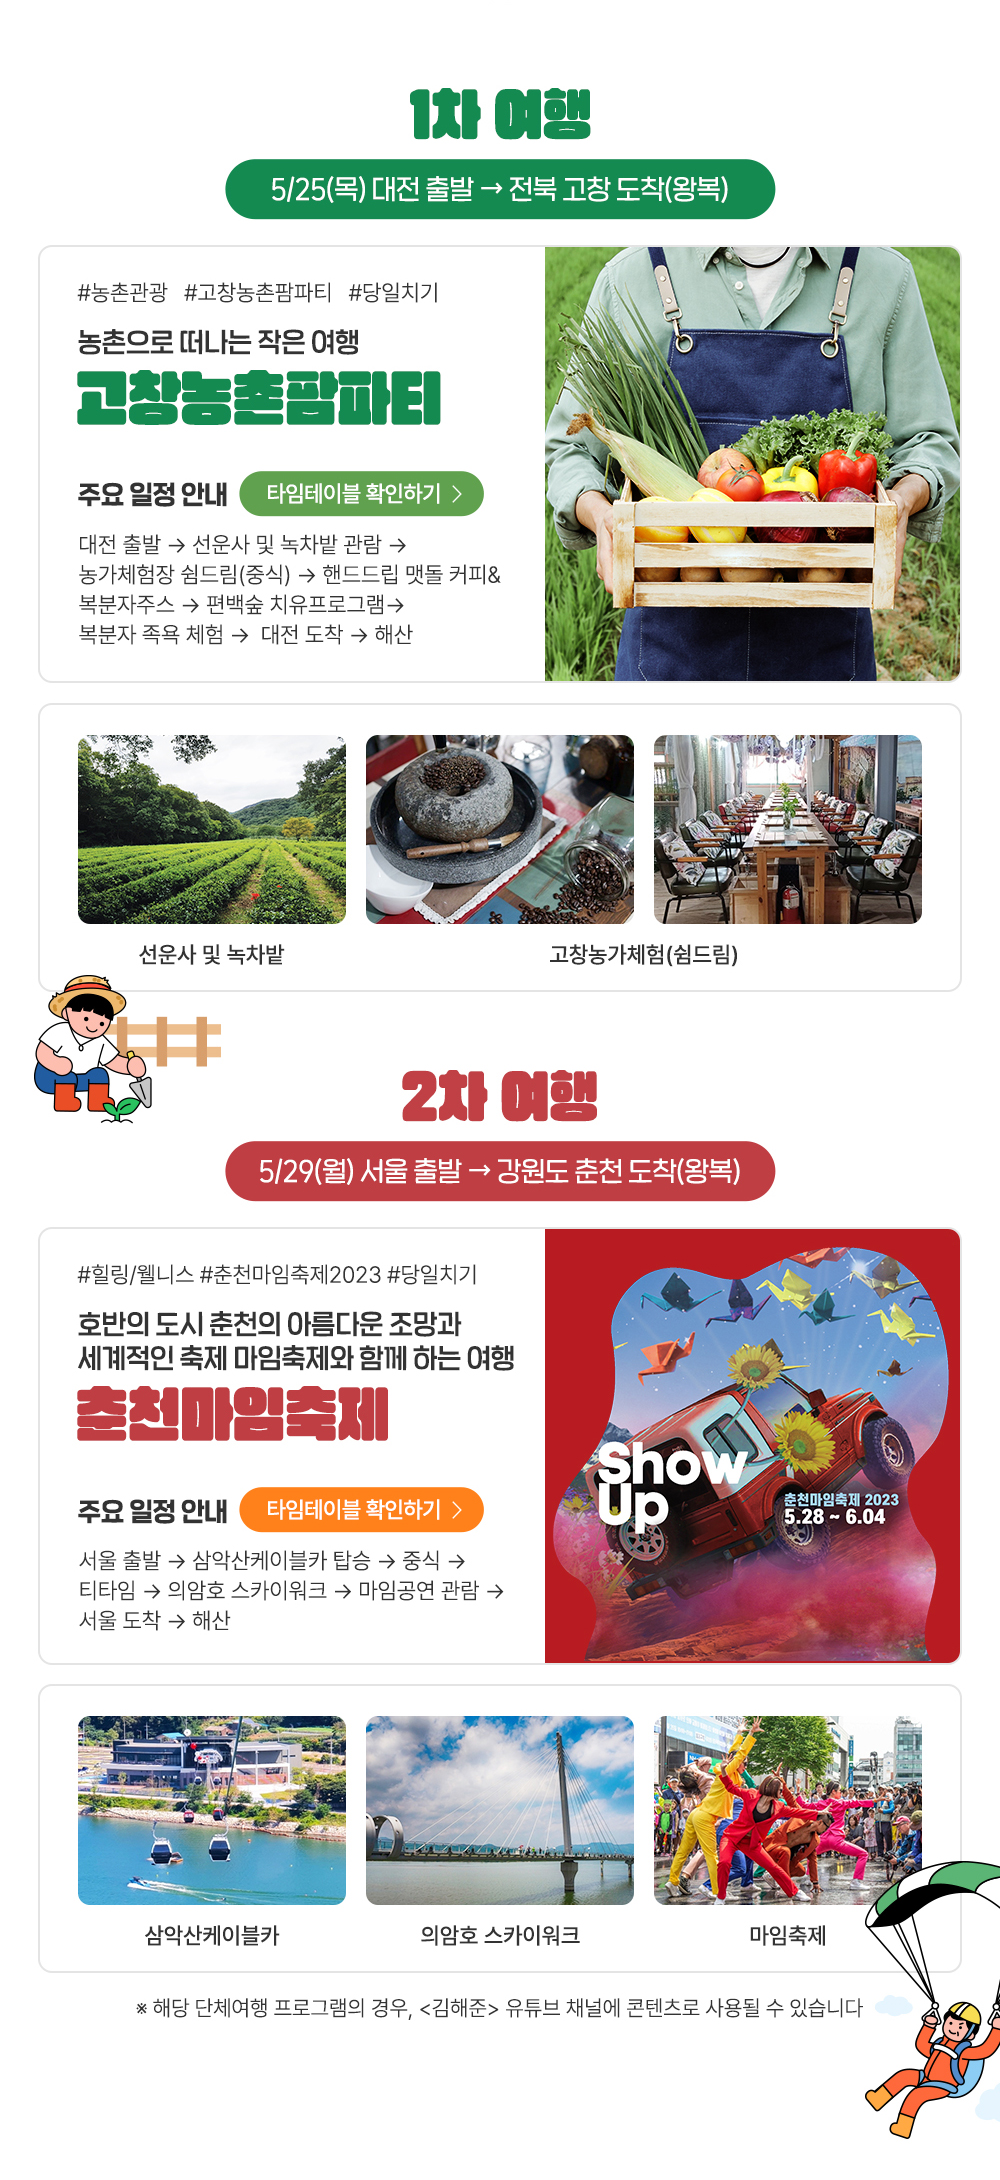 1차 여행
5/25(목) 대전 출발 → 전북 고창 도착(왕복)
#농촌관광 #고창농촌팜파티 #당일치기
농촌으로 떠나는 작은 여행
고창농촌팜파티
주요 일정 안내 타임테이블 확인하기 >
대전 출발 → 선운사 및 녹차밭 관람 →
농가체험장 쉼드림(중식) → 핸드드립 맷돌 커피&
복분자주스 → 편백숲 치유프로그램→
복분자 족욕 체험 → 대전 도착 → 해산
선운사 및 녹차밭
고창농가체험(쉼드림)
2차 여행
5/29(월) 서울 출발 → 강원도 춘천 도착(왕복)
#힐링/웰니스 #춘천마임축제2023 #당일치기
호반의 도시 춘천의 아름다운 조망과
세계적인 축제 마임축제와 함께 하는 여행
춘천마임축제
주요 일정 안내 타임테이블 확인하기 >
서울 출발 → 삼악산케이블카 탑승 → 중식 →
티타임 → 의암호 스카이워크 → 마임공연 관람 →
서울 도착 → 해산
Show
Up
춘천마임축제 2023
5.28 ~ 6.04
삼악산케이블카
의암호 스카이워크
마임축제
※ 해당 단체여행 프로그램의 경우, <김해준> 유튜브 채널에 콘텐츠로 사용될 수 있습니다